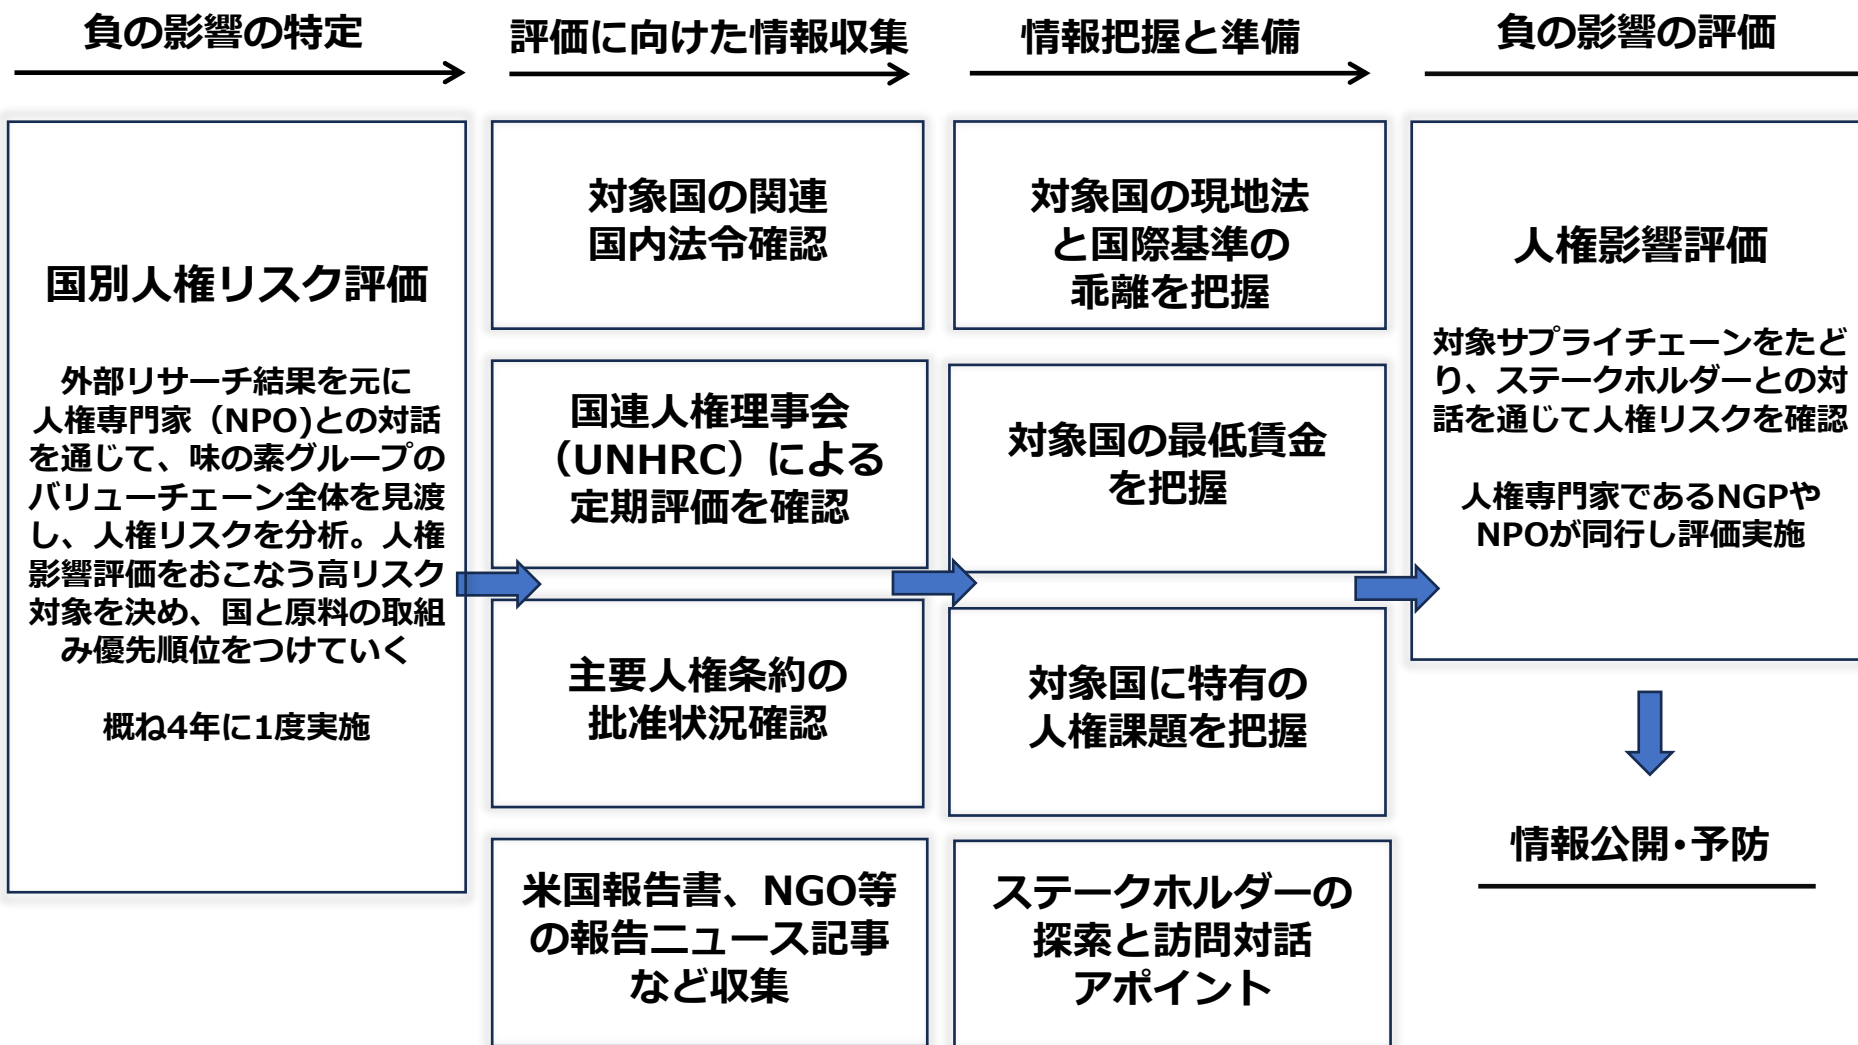 負の影響の特定
評価に向けた情報収集
情報把握と準備
負の影響の評価
国別人権リスク評価
外部リサーチ結果を元に
人権専門家（NPO)との対話
を通じて、味の素グループの
バリューチェーン全体を見渡
し、人権リスクを分析。人権
影響評価をおこなう高リスク
対象を決め、国と原料の取組
み優先順位をつけていく
概ね4年に1度実施
対象国の関連
国内法令確認
国連人権理事会
（UNHRC）による
定期評価を確認
主要人権条約の
批准状況確認
米国報告書、NGO等
の報告ニュース記事
など収集
対象国の現地法
と国際基準の
乖離を把握
対象国の最低賃金
を把握
対象国に特有の
人権課題を把握
ステークホルダーの
探索と訪問対話
アポイント
人権影響評価
対象サプライチェーンをたど
り、ステークホルダーとの対
話を通じて人権リスクを確認
人権専門家であるNGPや
NPOが同行し評価実施
情報公開・予防